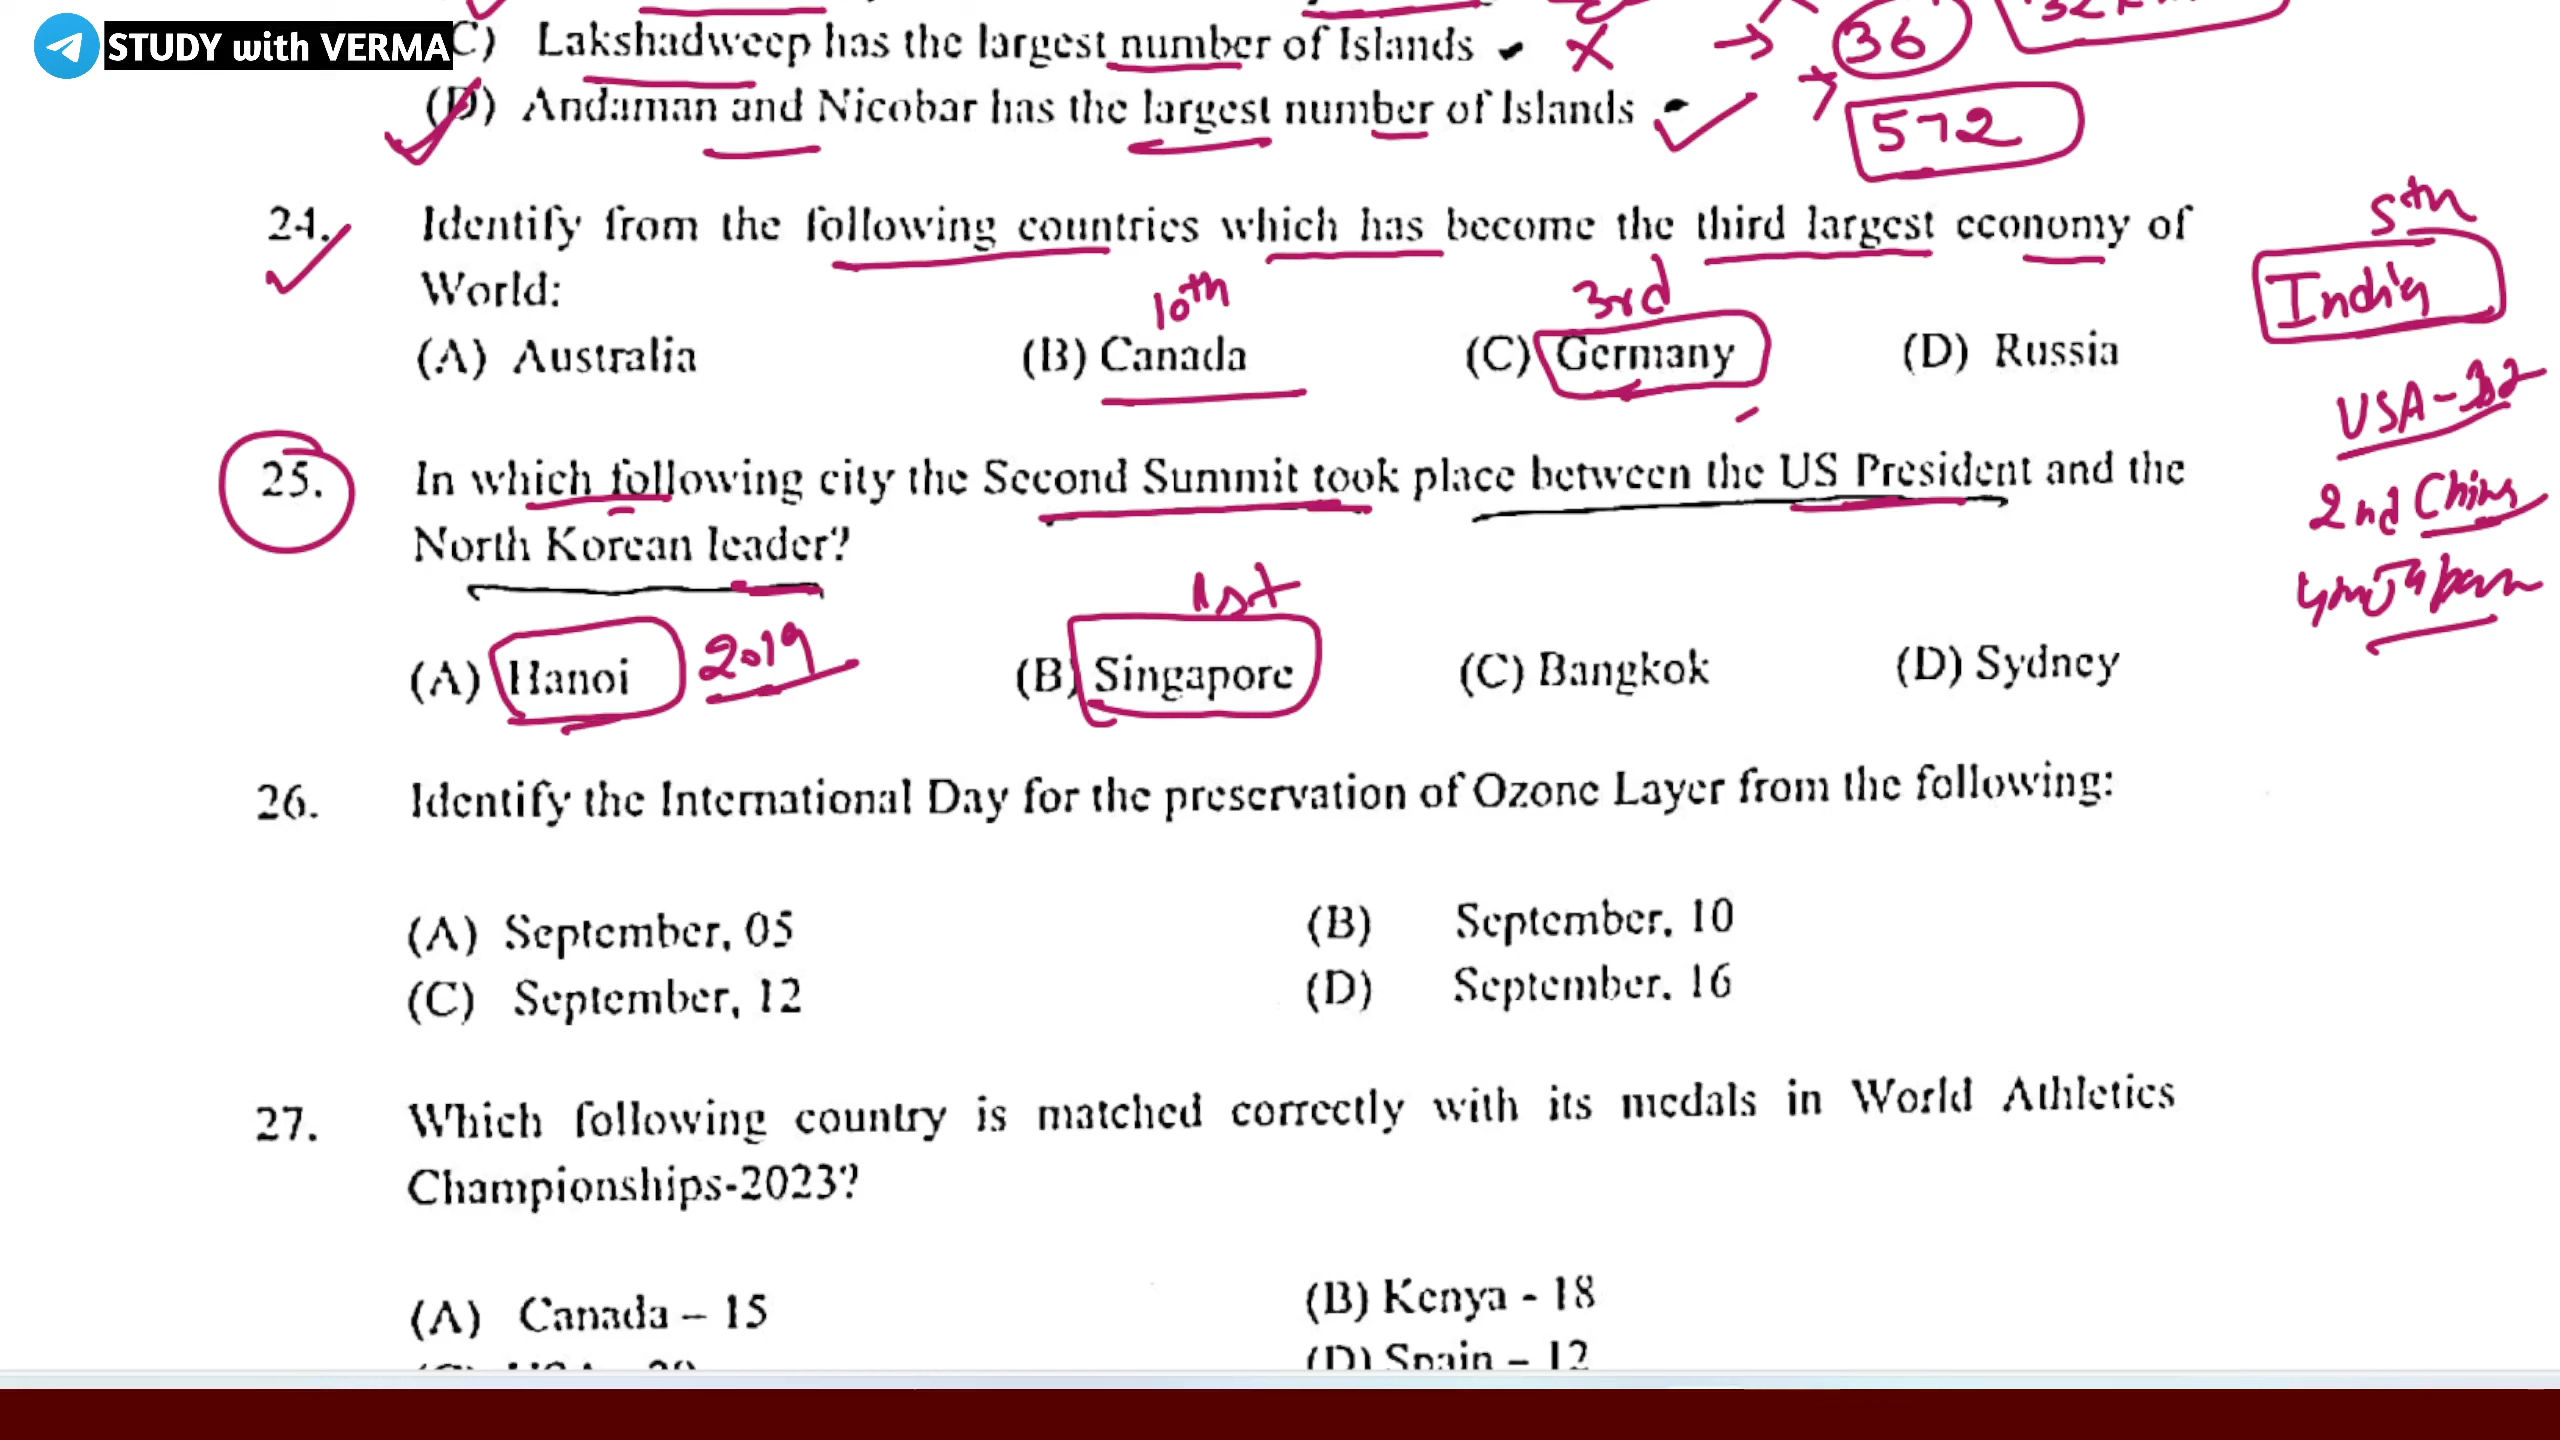 STUDY with VERMA
C) Lakshadweep has the largest number of Islands × → 36
(D) Andaman and Nicobar has the largest number of Islands → 572
24. Identify from the following countries which has become the third largest economy of
World:
5th
India
10th 3rd
(A) Australia (B) Canada (C) Germany (D) Russia
USA -
2nd China
Japan
25. In which following city the Second Summit took place between the US President and the
North Korean leader?
1st
(A) Hanoi 2019 (B) Singapore (C) Bangkok (D) Sydney
26. Identify the International Day for the preservation of Ozone Layer from the following:
(A) September, 05 (B) September, 10
(C) September, 12 (D) September, 16
27. Which following country is matched correctly with its medals in World Athletics
Championships-2023?
(A) Canada – 15 (B) Kenya - 18
(D) Spain – 12